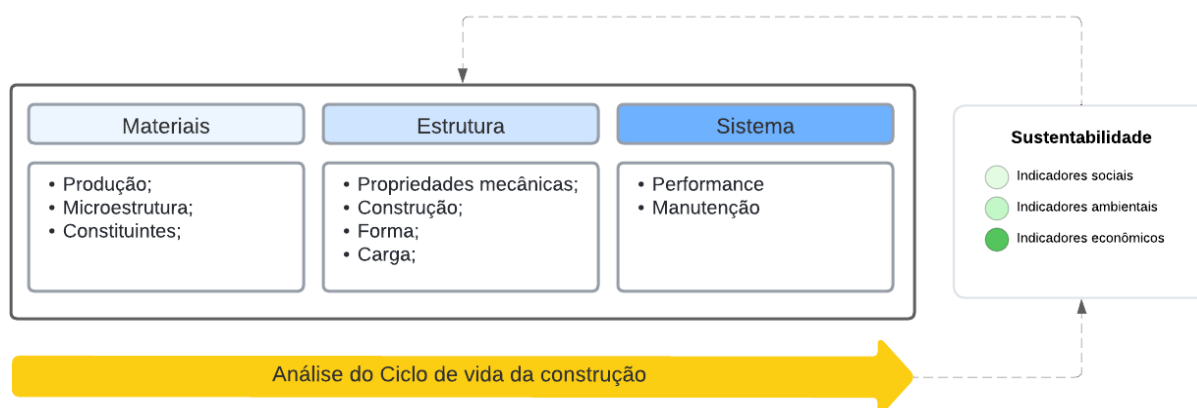 Materiais
Estrutura
Sistema
Sustentabilidade
• Produção;
• Microestrutura;
• Constituintes;
• Propriedades mecânicas;
• Construção;
• Forma;
• Carga;
• Performance
• Manutenção
Indicadores sociais
Indicadores ambientais
Indicadores econômicos
Análise do Ciclo de vida da construção